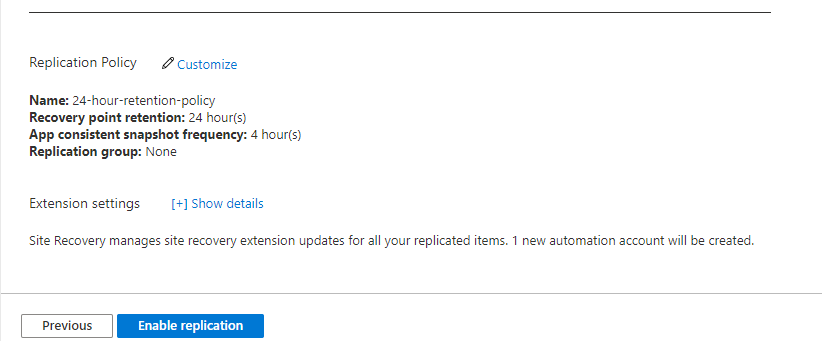 Replication Policy Customize
Name: 24-hour-retention-policy
Recovery point retention: 24 hour(s)
App consistent snapshot frequency: 4 hour(s)
Replication group: None
Extension settings [+] Show details
Site Recovery manages site recovery extension updates for all your replicated items. 1 new automation account will be created.
Previous Enable replication